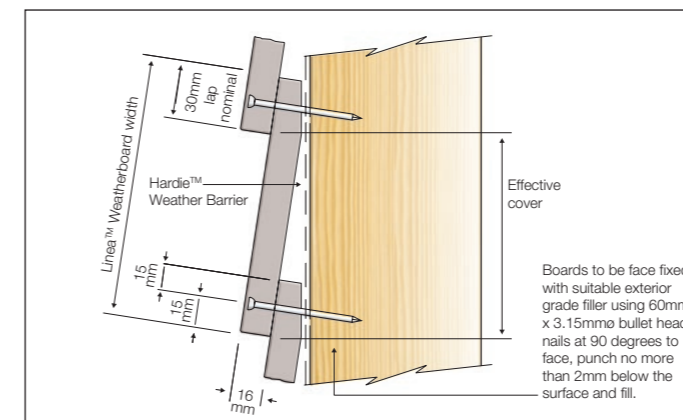 30mm
lap
nominal
Linea™ Weatherboard width
Hardie™
Weather Barrier
Effective
cover
15
mm
15
mm
16
mm
Boards to be face fixed
with suitable exterior
grade filler using 60mm
x 3.15mmø bullet head
nails at 90 degrees to
face, punch no more
than 2mm below the
surface and fill.